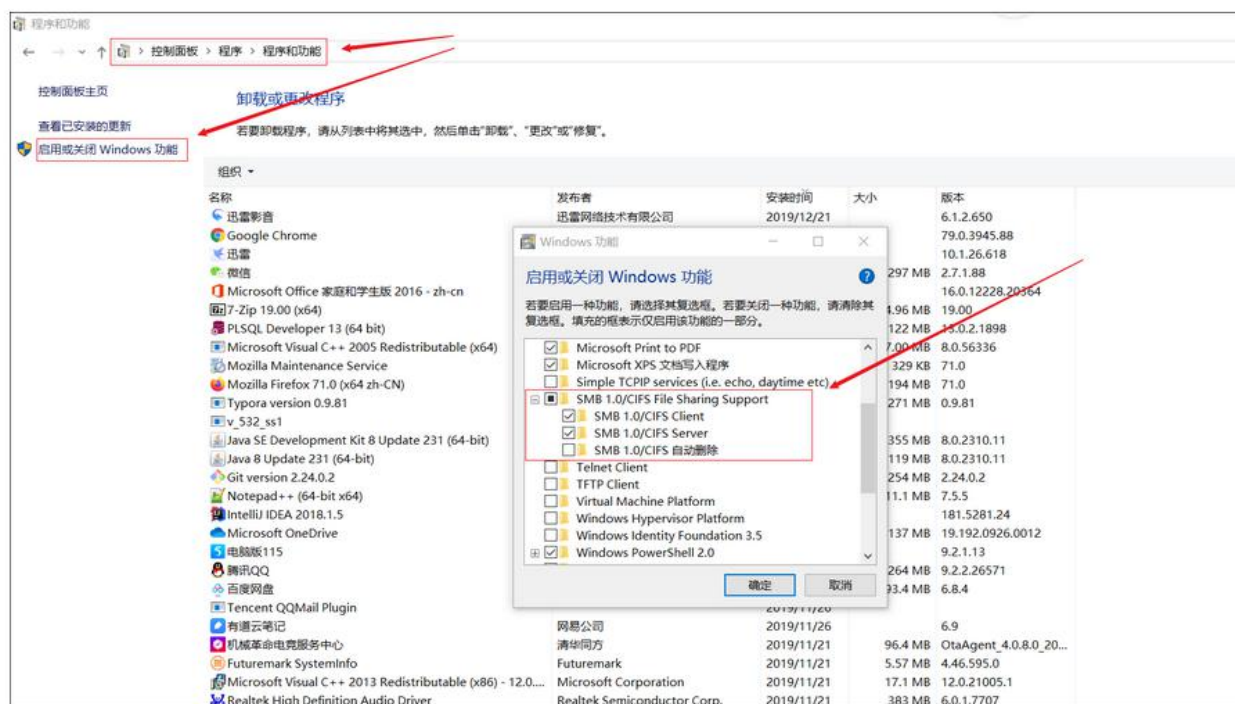 程序和功能
控制面板 > 程序 > 程序和功能
控制面板主页
查看已安装的更新
启用或关闭 Windows 功能
卸载或更改程序
若要卸载程序，请从列表中将其选中，然后单击“卸载”、“更改”或“修复”。
组织
名称 发布者 安装时间 大小 版本
迅雷影音 迅雷网络技术有限公司 2019/12/21 6.1.2.650
Google Chrome 79.0.3945.88
迅雷 10.1.26.618
微信 297 MB 2.7.1.88
Microsoft Office 家庭和学生版 2016 - zh-cn 16.0.12228.20364
7-Zip 19.00 (x64) 4.96 MB 19.00
PLSQL Developer 13 (64 bit) 122 MB 13.0.2.1898
Microsoft Visual C++ 2005 Redistributable (x64) 7.00 MB 8.0.56336
Mozilla Maintenance Service 329 KB 71.0
Mozilla Firefox 71.0 (x64 zh-CN) 194 MB 71.0
Typora version 0.9.81 271 MB 0.9.81
v_532_ss1
Java SE Development Kit 8 Update 231 (64-bit) 355 MB 8.0.2310.11
Java 8 Update 231 (64-bit) 119 MB 8.0.2310.11
Git version 2.24.0.2 254 MB 2.24.0.2
Notepad++ (64-bit x64) 11.1 MB 7.5.5
IntelliJ IDEA 2018.1.5 181.5281.24
Microsoft OneDrive 137 MB 19.192.0926.0012
电脑版115 9.2.1.13
腾讯QQ 264 MB 9.2.2.26571
百度网盘 93.4 MB 6.8.4
Tencent QQMail Plugin
有道云笔记 网易公司 2019/11/26 6.9
机械革命电竞服务中心 清华同方 2019/11/21 96.4 MB OtaAgent_4.0.8.0_20...
Futuremark SystemInfo Futuremark 2019/11/21 5.57 MB 4.46.595.0
Microsoft Visual C++ 2013 Redistributable (x86) - 12.0.... Microsoft Corporation 2019/11/21 17.1 MB 12.0.21005.1
Realtek High Definition Audio Driver Realtek Semiconductor Corp. 2019/11/21 383 MB 6.0.1.7707
Windows 功能
启用或关闭 Windows 功能
若要启用一种功能，请选择其复选框。若要关闭一种功能，请清除其
复选框。填充的框表示仅启用该功能的一部分。
Microsoft Print to PDF
Microsoft XPS 文档写入程序
Simple TCPIP services (i.e. echo, daytime etc)
SMB 1.0/CIFS File Sharing Support
SMB 1.0/CIFS Client
SMB 1.0/CIFS Server
SMB 1.0/CIFS 自动删除
Telnet Client
TFTP Client
Virtual Machine Platform
Windows Hypervisor Platform
Windows Identity Foundation 3.5
Windows PowerShell 2.0
确定 取消